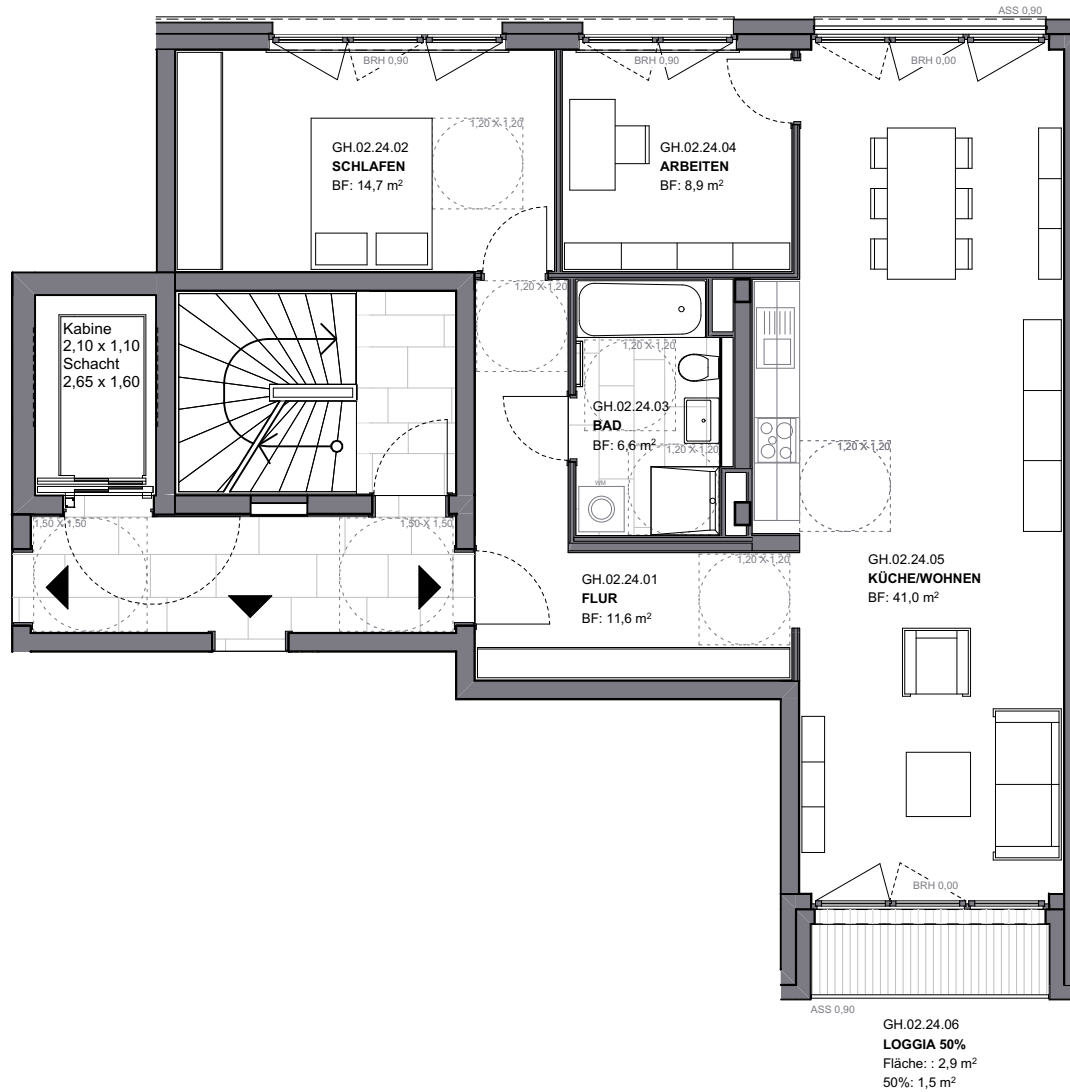 ASS 0,90
BRH 0,90
BRH 0,90
BRH 0,00
1,20 X 1,20
GH.02.24.02
SCHLAFEN
BF: 14,7 m²
GH.02.24.04
ARBEITEN
BF: 8,9 m²
1,20 X 1,20
Kabine
2,10 x 1,10
Schacht
2,65 x 1,60
1,20 X 1,20
GH.02.24.03
BAD
BF: 6,6 m²
1,20 X 1,20
1,20 X 1,20
WM
1,50 X 1,50
1,50 X 1,50
1,20 X 1,20
GH.02.24.01
FLUR
BF: 11,6 m²
GH.02.24.05
KÜCHE/WOHNEN
BF: 41,0 m²
BRH 0,00
ASS 0,90
GH.02.24.06
LOGGIA 50%
Fläche: : 2,9 m²
50%: 1,5 m²